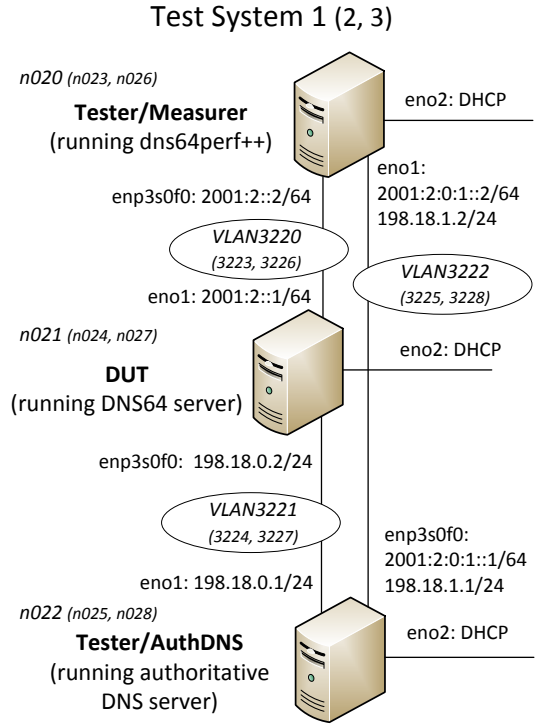 Test System 1 (2, 3)
n020 (n023, n026)
Tester/Measurer
(running dns64perf++)
eno2: DHCP
eno1:
2001:2:0:1::2/64
198.18.1.2/24
enp3s0f0: 2001:2::2/64
VLAN3220
(3223, 3226)
VLAN3222
(3225, 3228)
eno1: 2001:2::1/64
n021 (n024, n027)
DUT
(running DNS64 server)
eno2: DHCP
enp3s0f0: 198.18.0.2/24
VLAN3221
(3224, 3227)
enp3s0f0:
2001:2:0:1::1/64
198.18.1.1/24
eno1: 198.18.0.1/24
n022 (n025, n028)
Tester/AuthDNS
(running authoritative
DNS server)
eno2: DHCP